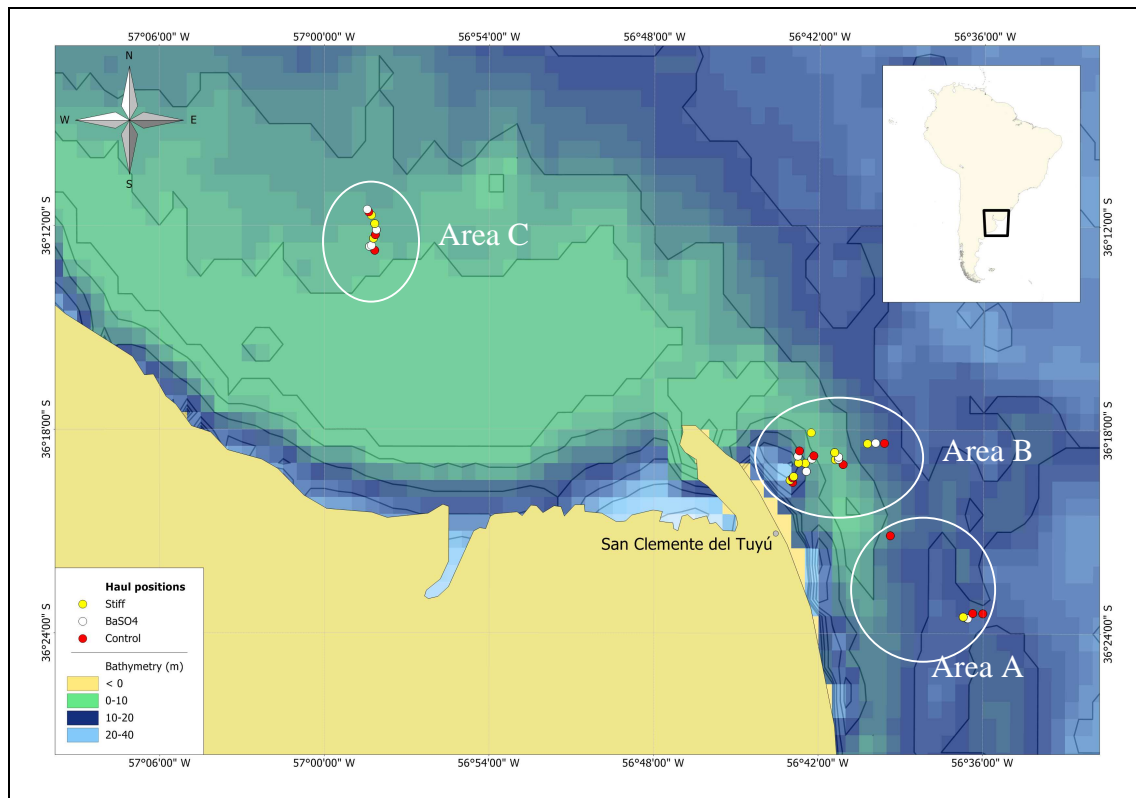 57°06'00" W 57°00'00" W 56°54'00" W 56°48'00" W 56°42'00" W 56°36'00" W
N
W E
S
36°12'00" S 36°12'00" S
Area C
36°18'00" S 36°18'00" S
Area B
San Clemente del Tuyú
36°24'00" S 36°24'00" S
Area A
Haul positions
Stiff
BaSO4
Control
Bathymetry (m)
< 0
0-10
10-20
20-40
57°06'00" W 57°00'00" W 56°54'00" W 56°48'00" W 56°42'00" W 56°36'00" W